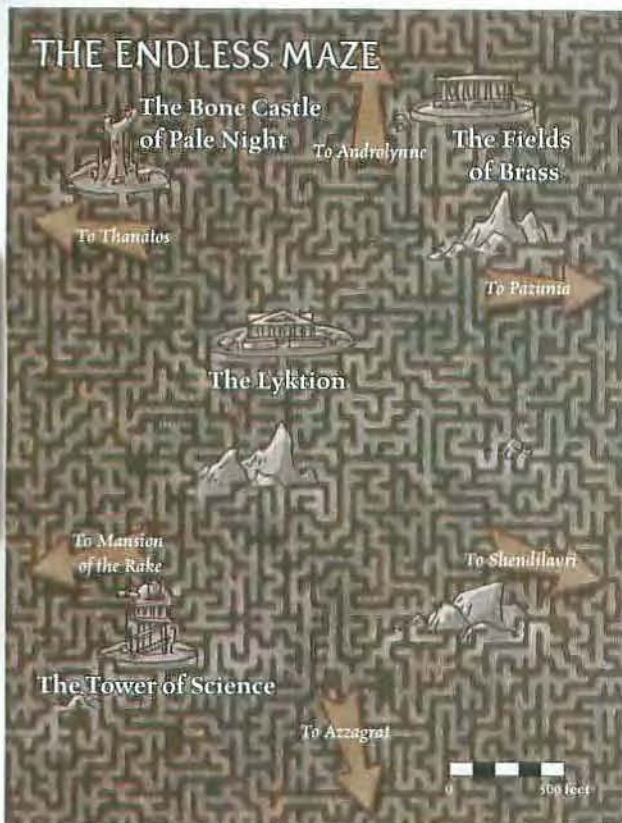 THE ENDLESS MAZE
The Bone Castle
of Pale Night
To Androlynne
The Fields
of Brass
To Thanatos
To Pazunia
The Lyktion
To Mansion
of the Rake
To Shendilavri
The Tower of Science
To Azzagrat
0 500 feet